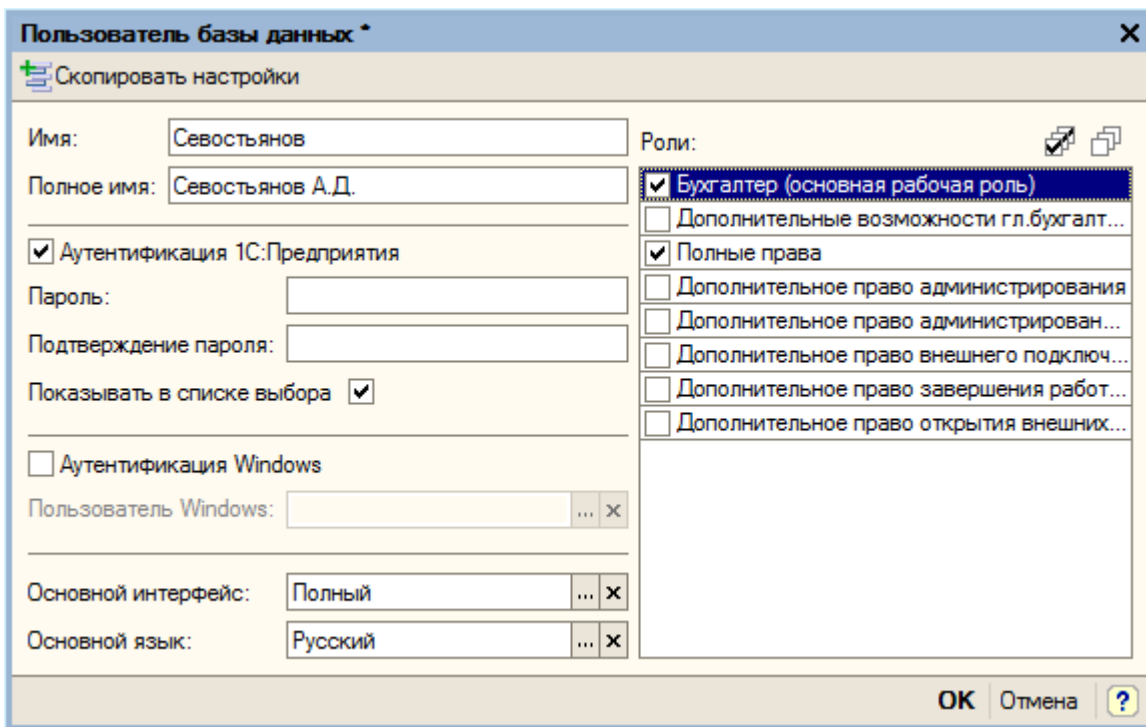 Пользователь базы данных *
Скопировать настройки
Имя: Севостьянов
Полное имя: Севостьянов А.Д.
Аутентификация 1С:Предприятия
Пароль:
Подтверждение пароля:
Показывать в списке выбора
Аутентификация Windows
Пользователь Windows: ...
Основной интерфейс: Полный ...
Основной язык: Русский ...
Роли:
Бухгалтер (основная рабочая роль)
Дополнительные возможности гл.бухгалт...
Полные права
Дополнительное право администрирования
Дополнительное право администрирован...
Дополнительное право внешнего подключ...
Дополнительное право завершения работ...
Дополнительное право открытия внешних...
OK Отмена ?